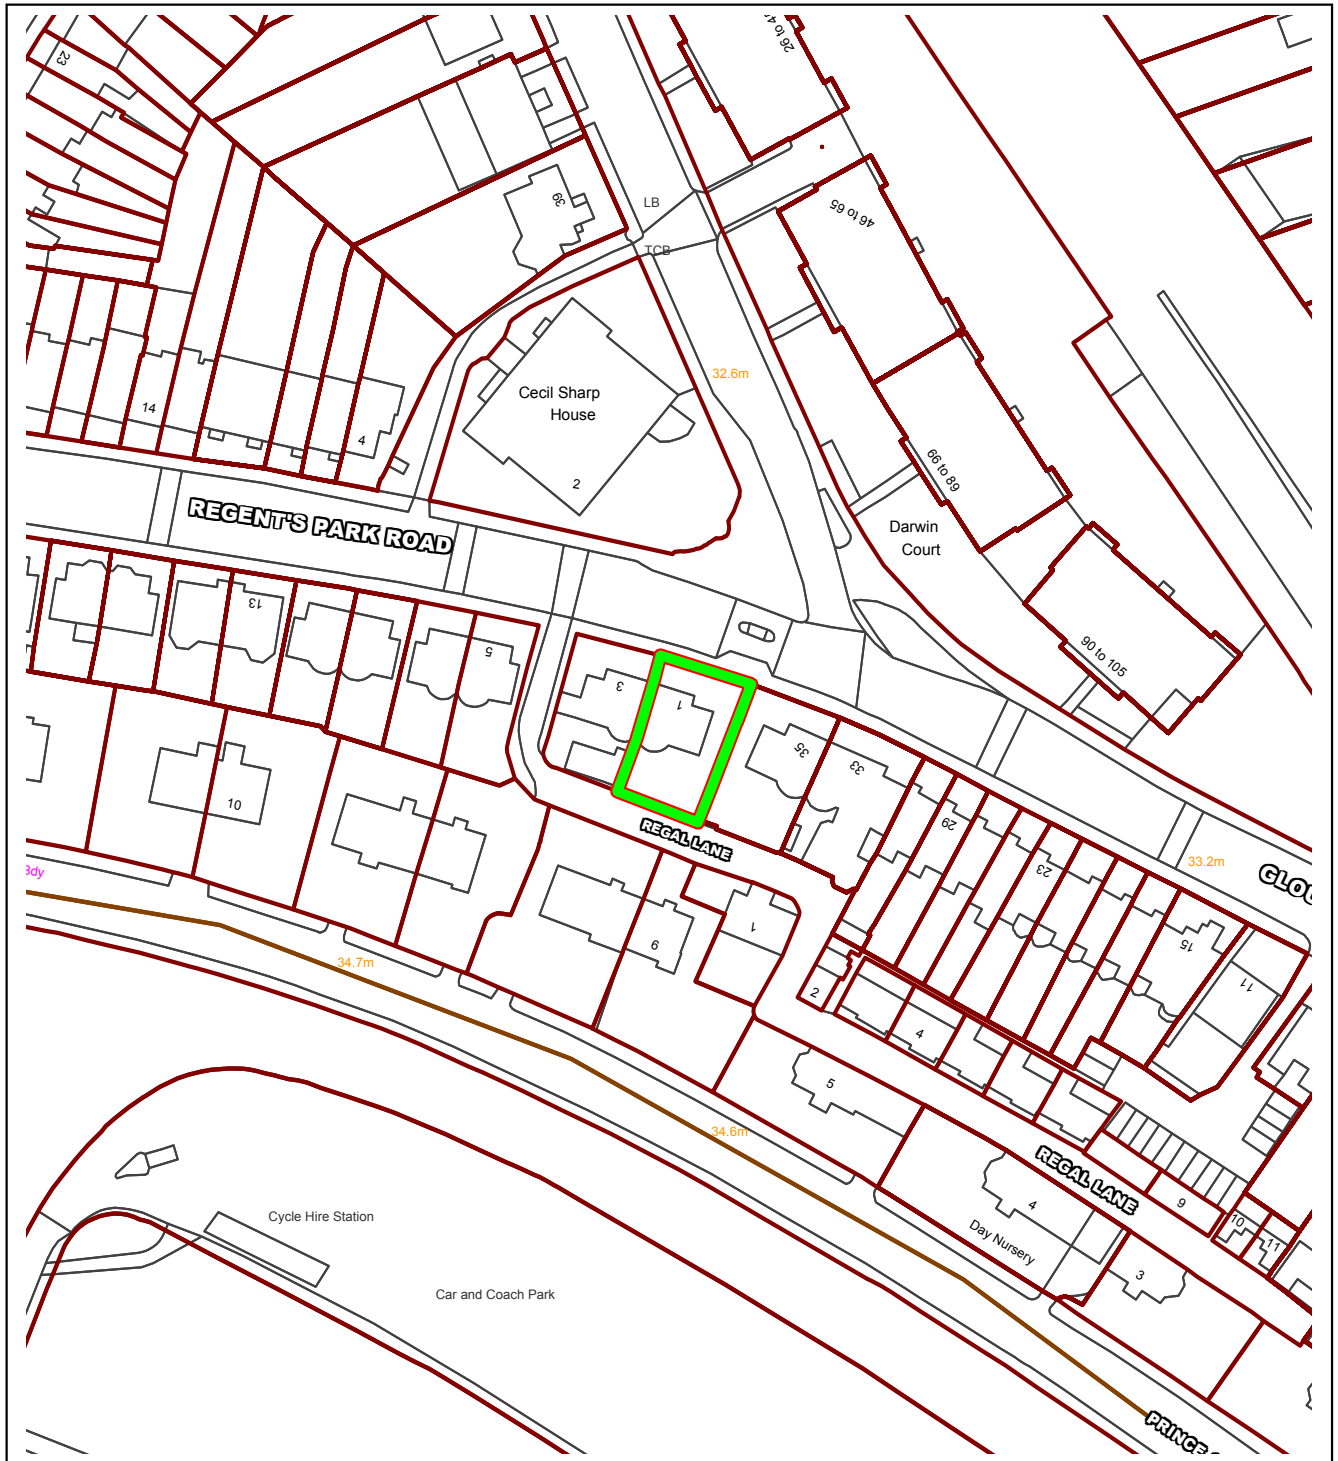 23
26 to 4
39
LB
TCB
46 to 65
Cecil Sharp
House
2
32.6m
14
4
66 to 89
REGENT'S PARK ROAD
Darwin
Court
13
5
90 to 105
3
1
35
33
10
REGAL LANE
29
23
33.2m
GLOU
34.7m
9
1
15
11
2
4
5
34.6m
REGAL LANE
4
9
10
11
Day Nursery
3
Cycle Hire Station
Car and Coach Park
PRINCE